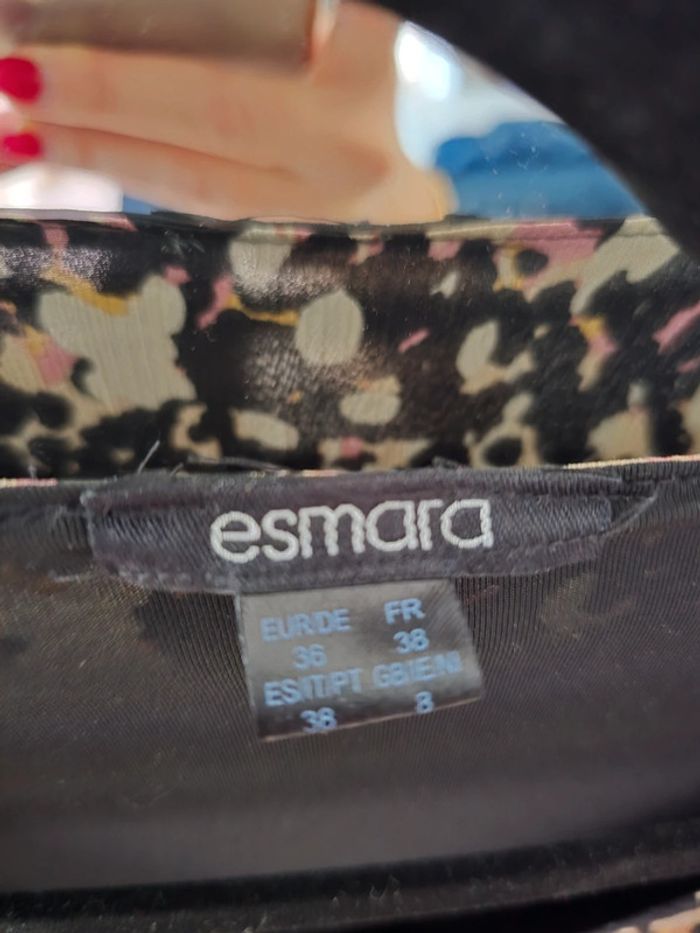 esmara
EUR/DE FR
36 38
ES/IT/PT GB/IE/NI
38 8